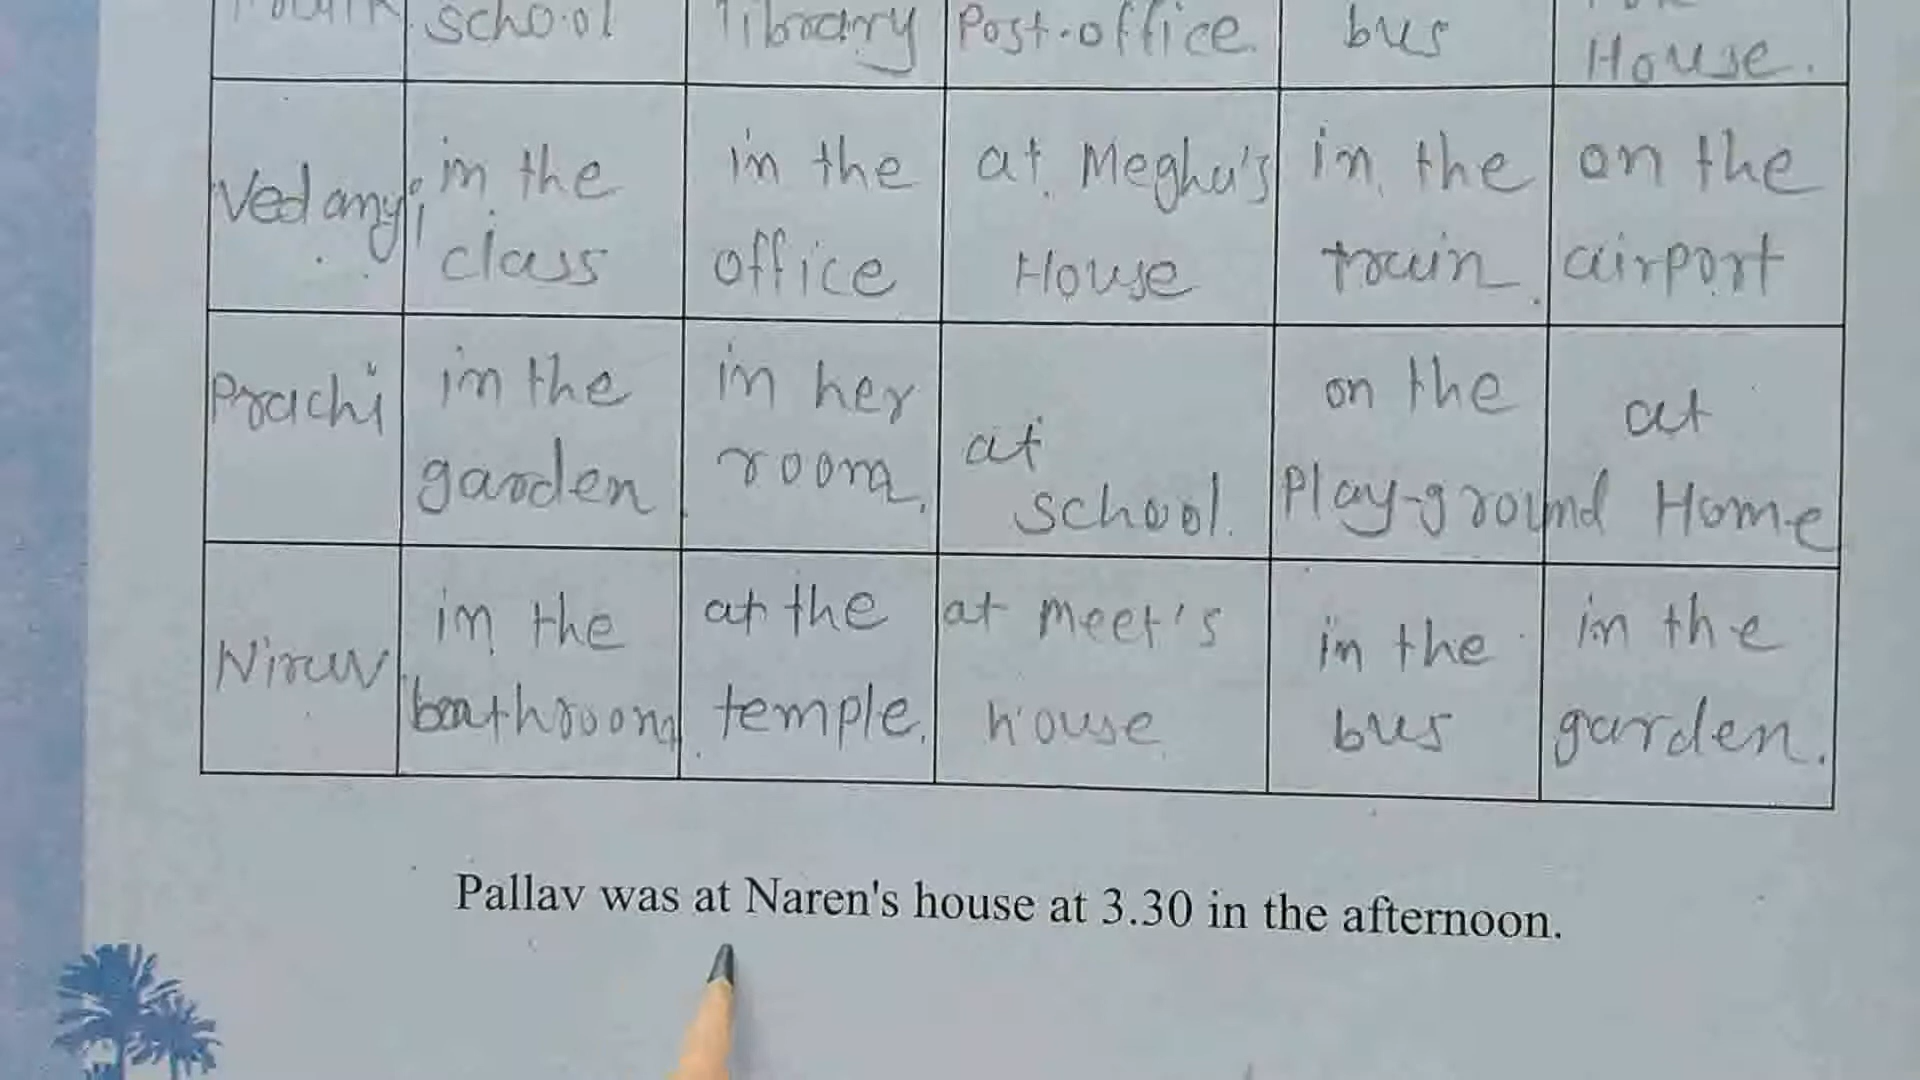 school library Post-office bus
House.
Vedangi in the class in the office at Megha's House in the train. on the airport
Prachi in the garden in her room. at school. on the Play-ground at Home
Nirav in the bathroom at the temple. at meet's house in the bus in the garden.
Pallav was at Naren's house at 3.30 in the afternoon.